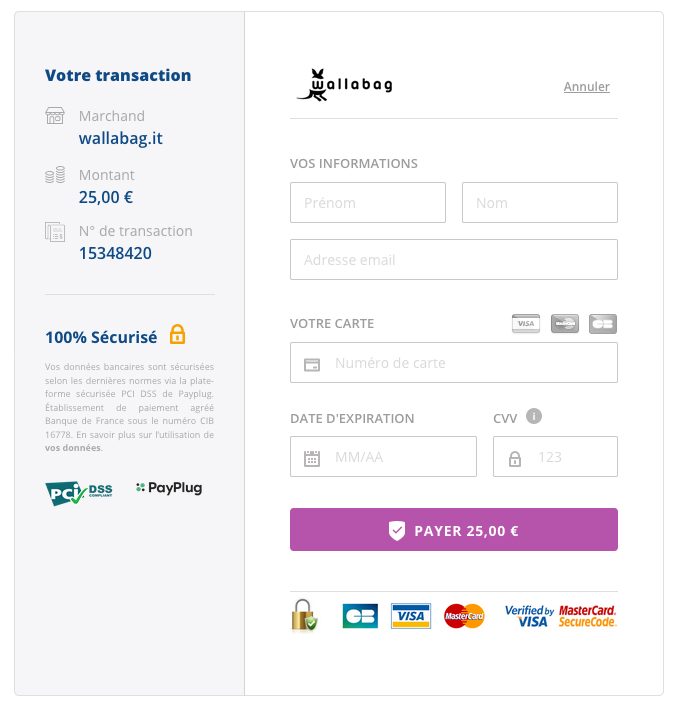 Votre transaction
Marchand
wallabag.it
Montant
25,00 €
N° de transaction
15348420
100% Sécurisé
Vos données bancaires sont sécurisées
selon les dernières normes via la plate-
forme sécurisée PCI DSS de Payplug.
Établissement de paiement agréé
Banque de France sous le numéro CIB
16778. En savoir plus sur l'utilisation de
vos données.
PCI DSS COMPLIANT
PayPlug
wallabag
Annuler
VOS INFORMATIONS
Prénom
Nom
Adresse email
VOTRE CARTE
VISA MasterCard CB
Numéro de carte
DATE D'EXPIRATION
CVV i
MM/AA
123
PAYER 25,00 €
CB VISA MasterCard
Verified by VISA
MasterCard. SecureCode.